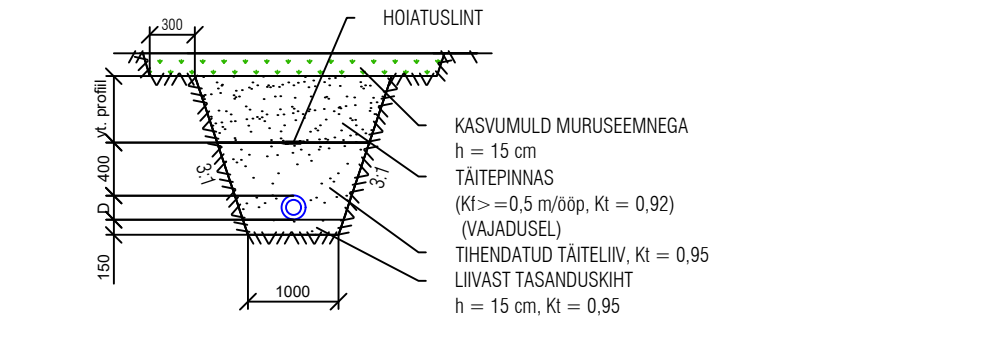 HOIATUSLINT
300
yt. profiil
KASVUMULD MURUSEEMNEGA
h = 15 cm
400
3:1
3:1
TÄITEPINNAS
(Kf>=0,5 m/ööp, Kt = 0,92)
(VAJADUSEL)
D
TIHENDATUD TÄITELIIV, Kt = 0,95
150
LIIVAST TASANDUSKIHT
1000
h = 15 cm, Kt = 0,95